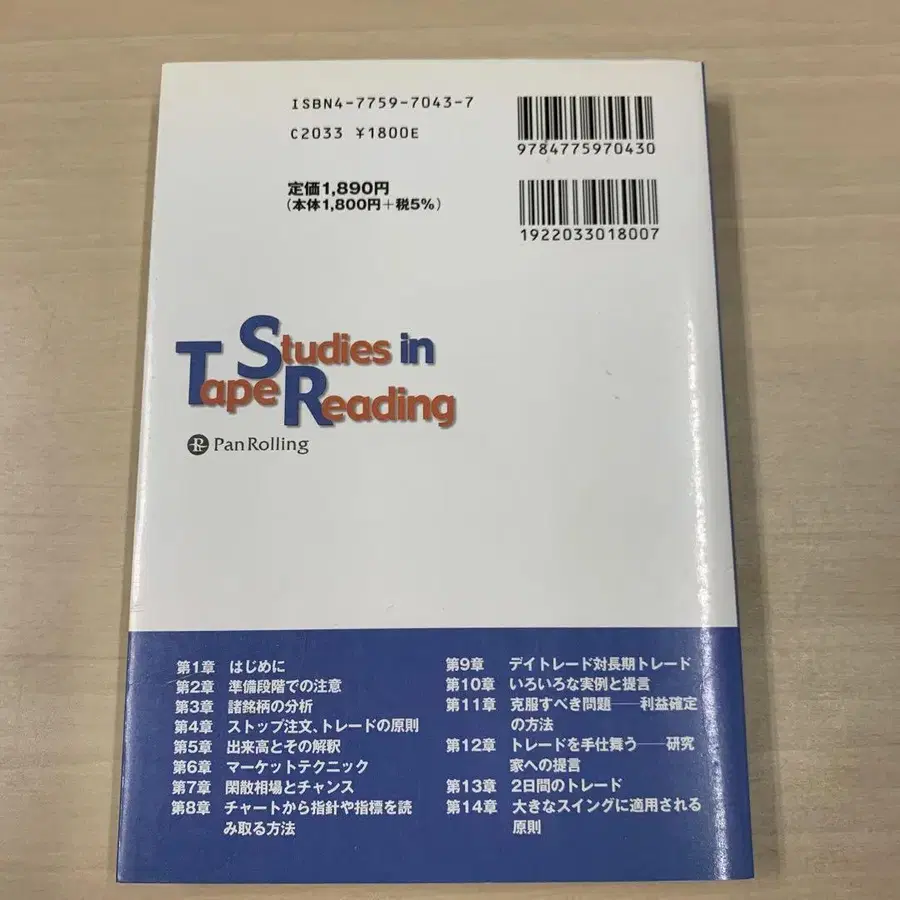 ISBN4-7759-7043-7
C2033 ¥1800E
9784775970430
定価1,890円
(本体1,800円+税5%)
1922033018007
Studies in
Tape Reading
PanRolling
第1章 はじめに
第2章 準備段階での注意
第3章 諸銘柄の分析
第4章 ストップ注文、トレードの原則
第5章 出来高とその解釈
第6章 マーケットテクニック
第7章 閑散相場とチャンス
第8章 チャートから指針や指標を読
み取る方法
第9章 デイトレード対長期トレード
第10章 いろいろな実例と提言
第11章 克服すべき問題──利益確定
の方法
第12章 トレードを手仕舞う──研究
家への提言
第13章 2日間のトレード
第14章 大きなスイングに適用される
原則